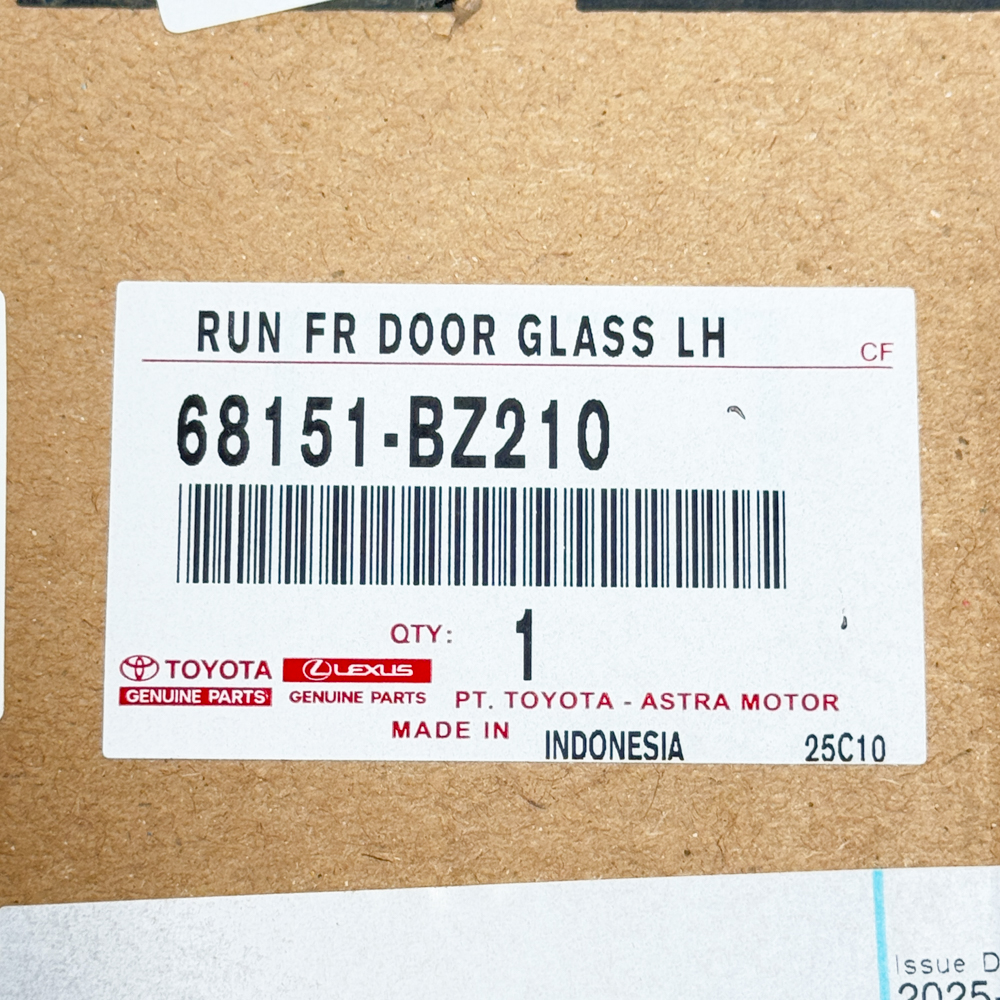 RUN FR DOOR GLASS LH
CF
68151-BZ210
QTY: 1
TOYOTA LEXUS
GENUINE PARTS GENUINE PARTS PT. TOYOTA - ASTRA MOTOR
MADE IN INDONESIA 25C10
Issue D
2025-